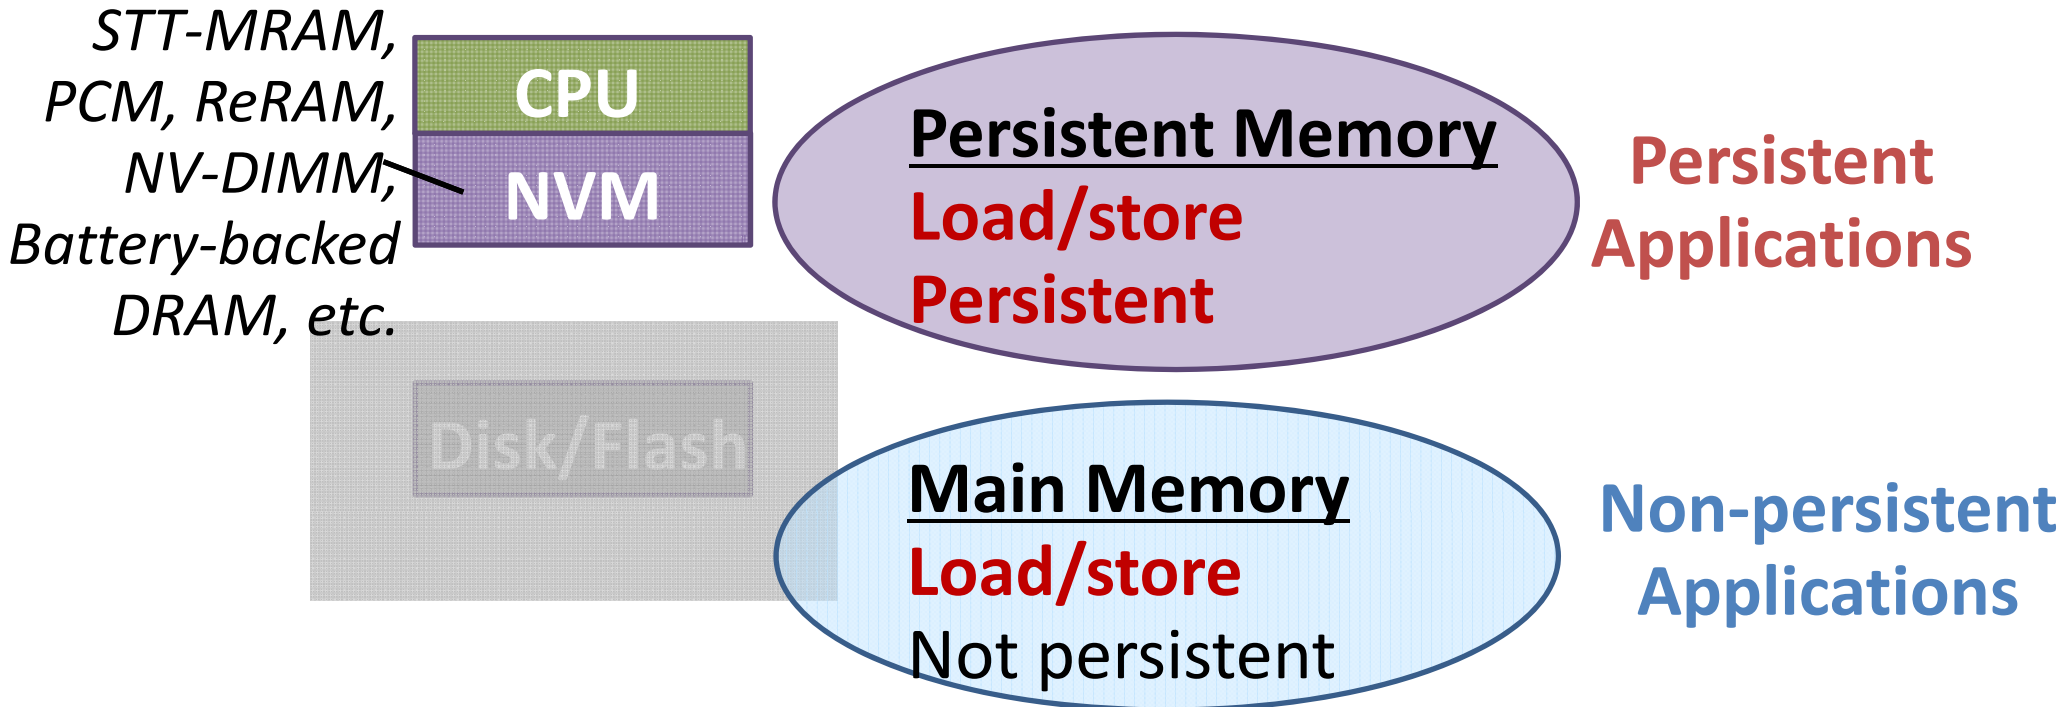 STT-MRAM,
PCM, ReRAM,
NV-DIMM,
Battery-backed
DRAM, etc.
CPU
NVM
Disk/Flash
Persistent Memory
Load/store
Persistent
Persistent
Applications
Main Memory
Load/store
Not persistent
Non-persistent
Applications